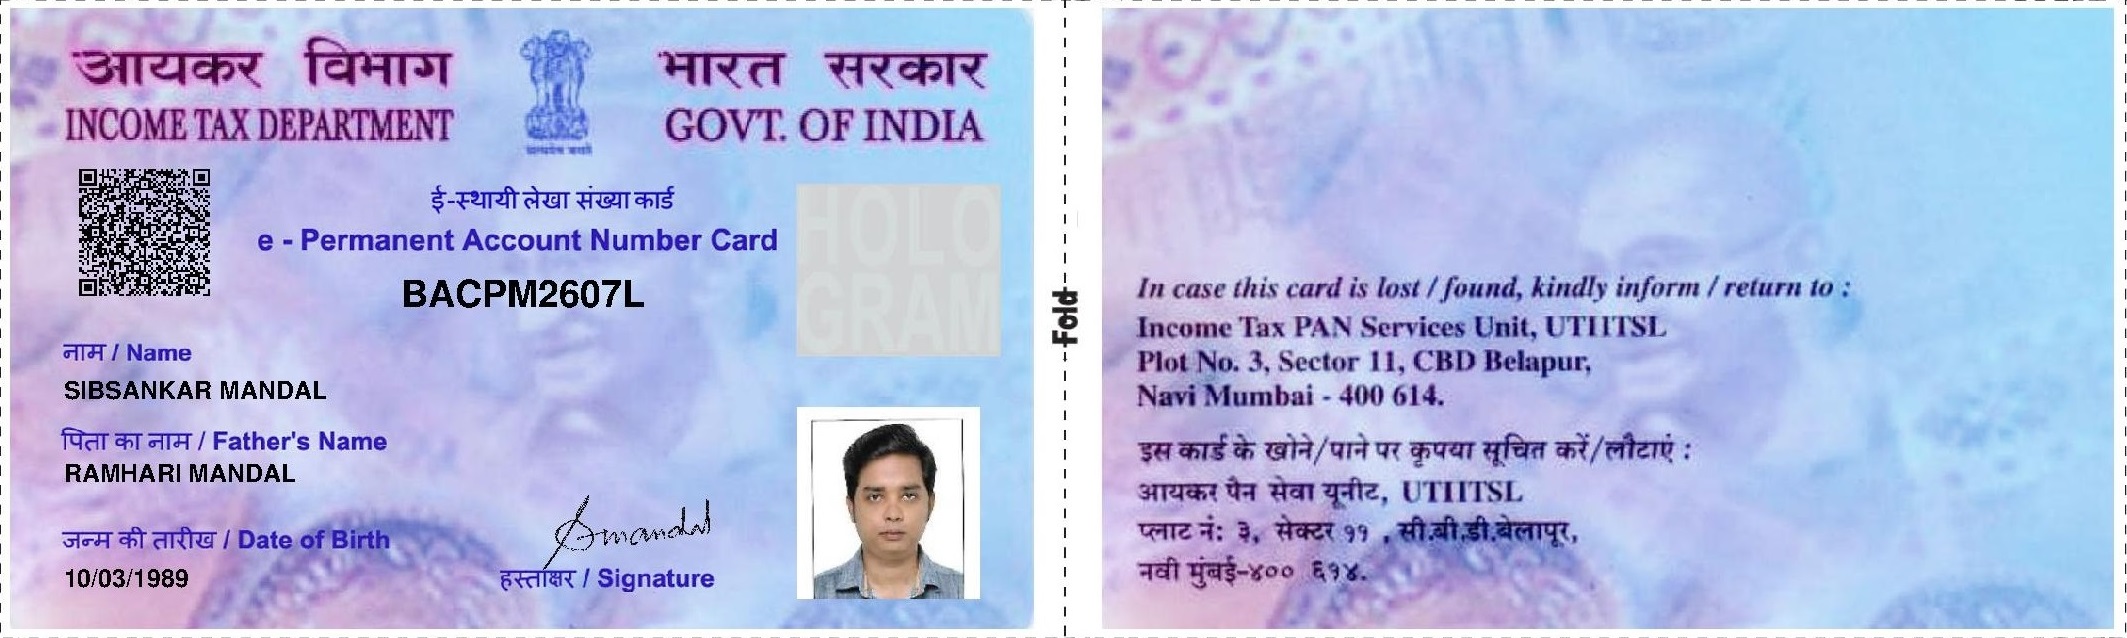 आयकर विभाग
INCOME TAX DEPARTMENT
भारत सरकार
GOVT. OF INDIA
ई-स्थायी लेखा संख्या कार्ड
e - Permanent Account Number Card
BACPM2607L
HOLO
GRAM
नाम / Name
SIBSANKAR MANDAL
पिता का नाम / Father's Name
RAMHARI MANDAL
जन्म की तारीख / Date of Birth
10/03/1989
Smandal
हस्ताक्षर / Signature
Fold
In case this card is lost / found, kindly inform / return to :
Income Tax PAN Services Unit, UTIITSL
Plot No. 3, Sector 11, CBD Belapur,
Navi Mumbai - 400 614.
इस कार्ड के खोने/पाने पर कृपया सूचित करें/लौटाएं :
आयकर पैन सेवा यूनीट, UTIITSL
प्लाट नं: ३, सेक्टर ११ , सी.बी.डी.बेलापूर,
नवी मुंबई-४०० ६१४.